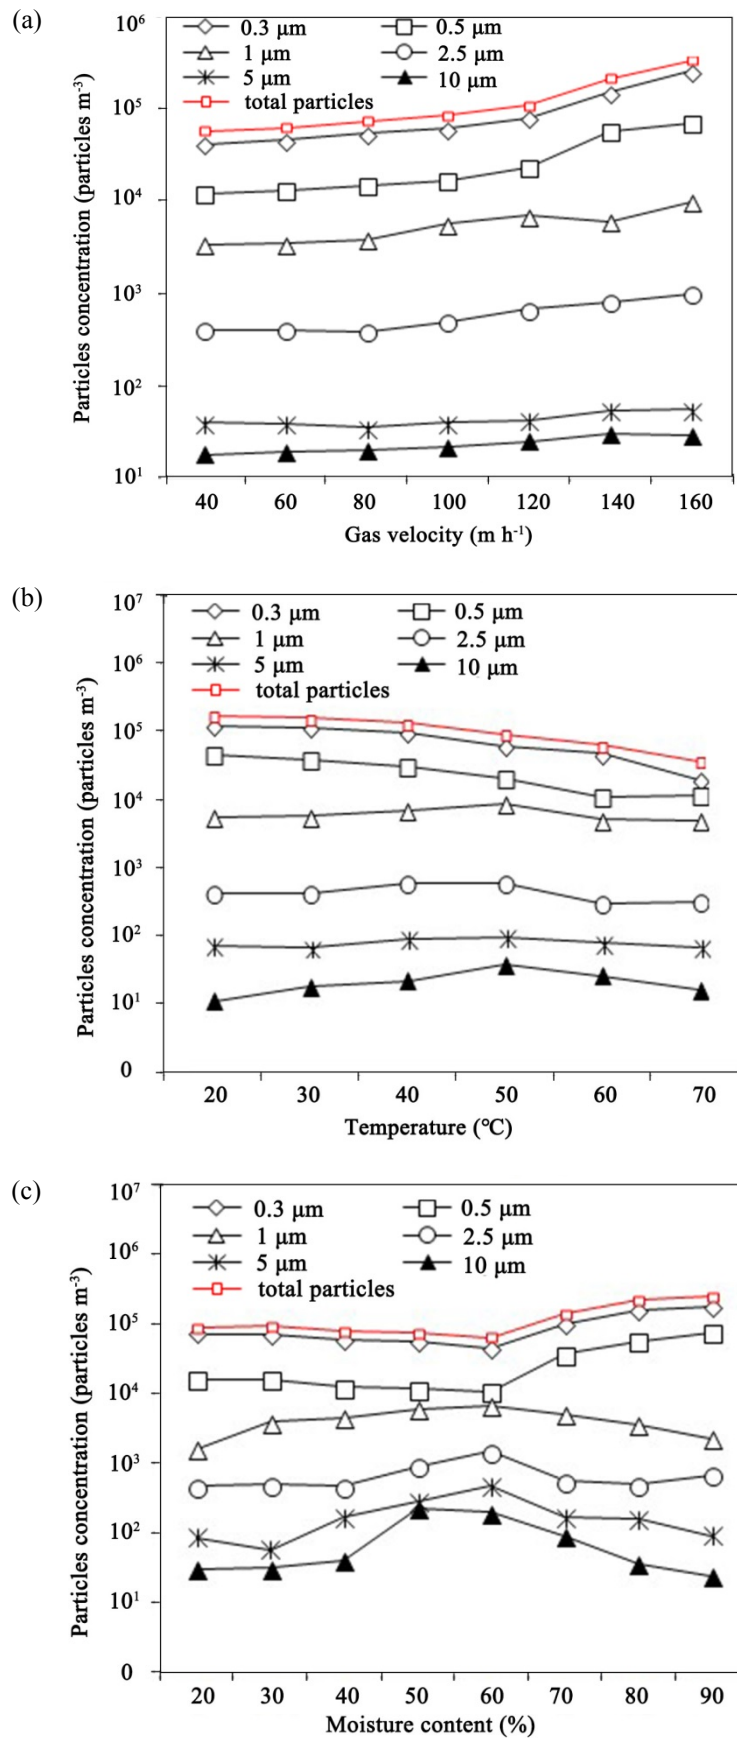 (a)
Particles concentration (particles m⁻³)
10⁶
10⁵
10⁴
10³
10²
10¹
0.3 μm 0.5 μm
1 μm 2.5 μm
5 μm 10 μm
total particles
40 60 80 100 120 140 160
Gas velocity (m h⁻¹)
(b)
Particles concentration (particles m⁻³)
10⁷
10⁶
10⁵
10⁴
10³
10²
10¹
0
0.3 μm 0.5 μm
1 μm 2.5 μm
5 μm 10 μm
total particles
20 30 40 50 60 70
Temperature (℃)
(c)
Particles concentration (particles m⁻³)
10⁷
10⁶
10⁵
10⁴
10³
10²
10¹
0
0.3 μm 0.5 μm
1 μm 2.5 μm
5 μm 10 μm
total particles
20 30 40 50 60 70 80 90
Moisture content (%)